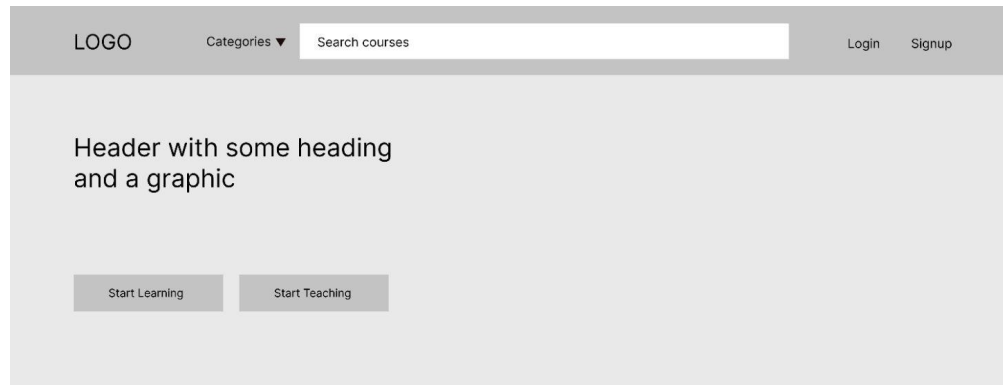 LOGO
Categories ▼
Search courses
Login
Signup
Header with some heading
and a graphic
Start Learning
Start Teaching